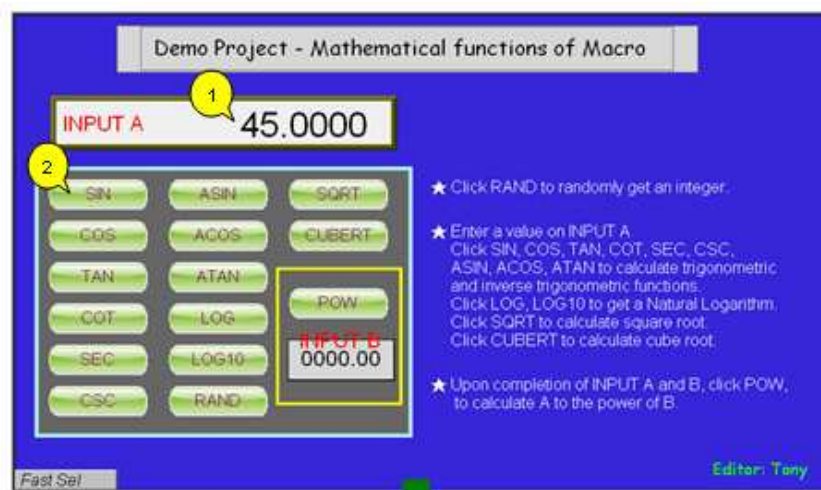 Demo Project - Mathematical functions of Macro
1
INPUT A 45.0000
2
SIN ASIN SQRT
COS ACOS CUBERT
TAN ATAN
POW
COT LOG
INPUT B
SEC LOG10 0000.00
CSC RAND
Click RAND to randomly get an integer.
Enter a value on INPUT A
Click SIN, COS, TAN, COT, SEC, CSC,
ASIN, ACOS, ATAN to calculate trigonometric
and inverse trigonometric functions.
Click LOG, LOG10 to get a Natural Logarithm.
Click SQRT to calculate square root.
Click CUBERT to calculate cube root.
Upon completion of INPUT A and B, click POW,
to calculate A to the power of B.
Editor: Tony
Fast Sel